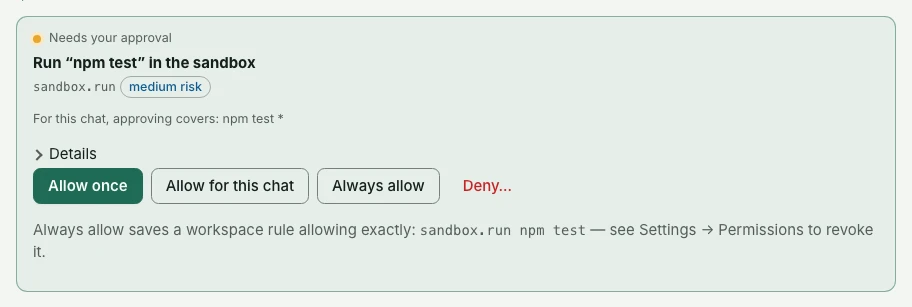 Needs your approval
Run “npm test” in the sandbox
sandbox.run medium risk
For this chat, approving covers: npm test *
Details
Allow once Allow for this chat Always allow Deny...
Always allow saves a workspace rule allowing exactly: sandbox.run npm test — see Settings → Permissions to revoke
it.